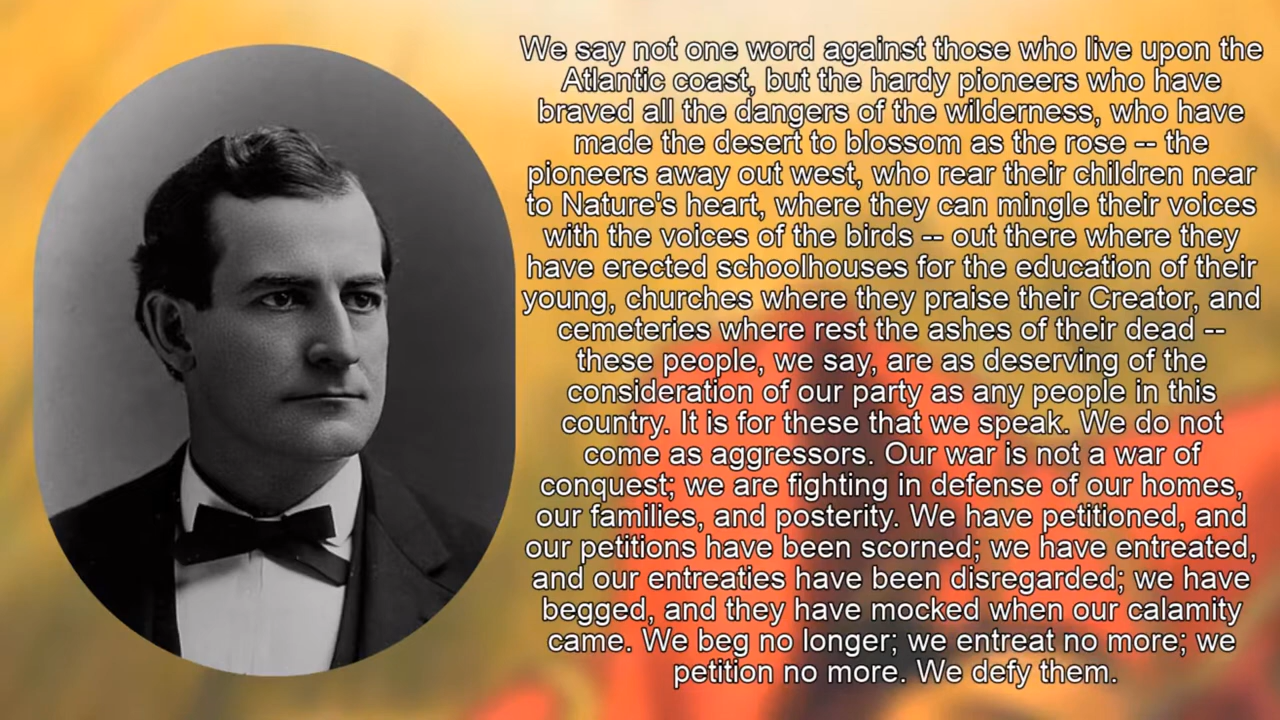 We say not one word against those who live upon the
Atlantic coast, but the hardy pioneers who have
braved all the dangers of the wilderness, who have
made the desert to blossom as the rose -- the
pioneers away out west, who rear their children near
to Nature's heart, where they can mingle their voices
with the voices of the birds -- out there where they
have erected schoolhouses for the education of their
young, churches where they praise their Creator, and
cemeteries where rest the ashes of their dead --
these people, we say, are as deserving of the
consideration of our party as any people in this
country. It is for these that we speak. We do not
come as aggressors. Our war is not a war of
conquest; we are fighting in defense of our homes,
our families, and posterity. We have petitioned, and
our petitions have been scorned; we have entreated,
and our entreaties have been disregarded; we have
begged, and they have mocked when our calamity
came. We beg no longer; we entreat no more; we
petition no more. We defy them.